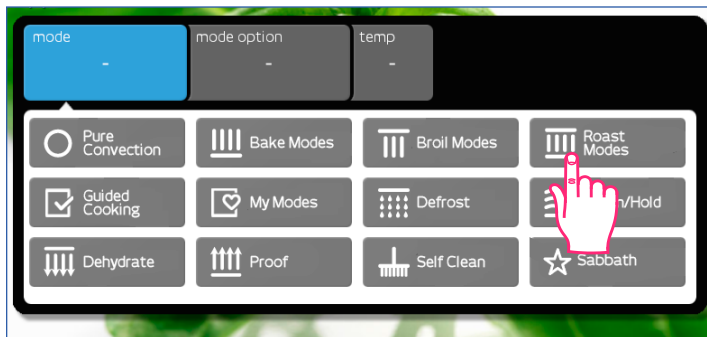 mode
mode option
temp
-
-
-
Pure
Convection
Bake Modes
Broil Modes
Roast
Modes
Guided
Cooking
My Modes
Defrost
/Hold
Dehydrate
Proof
Self Clean
Sabbath